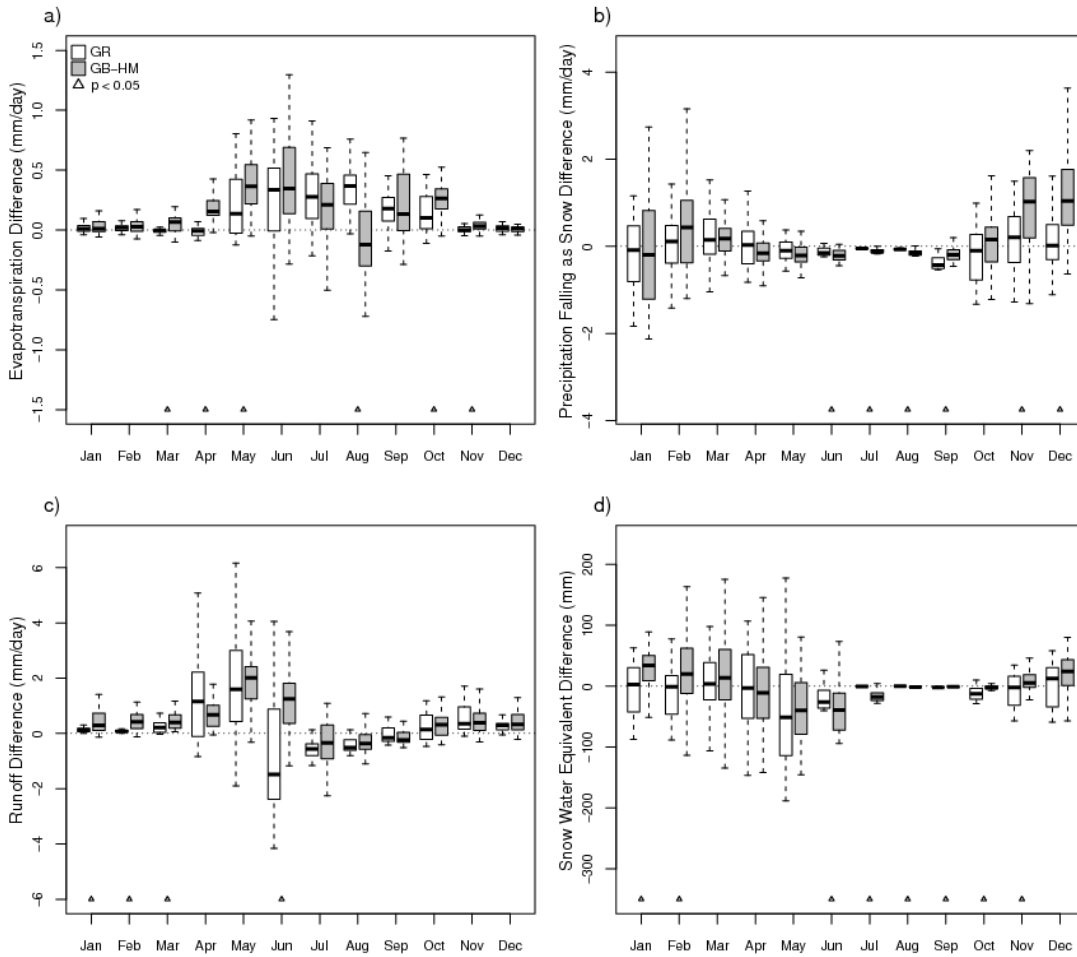 a)
Evapotranspiration Difference (mm/day)
1.5
1.0
0.5
0.0
0.5
-1.0
-1.5
GR
GB-HM
p < 0.05
Jan Feb Mar Apr May Jun Jul Aug Sep Oct Nov Dec
b)
Precipitation Falling as Snow Difference (mm/day)
4
2
0
-2
-4
Jan Feb Mar Apr May Jun Jul Aug Sep Oct Nov Dec
c)
Runoff Difference (mm/day)
6
4
2
0
-2
-4
-6
Jan Feb Mar Apr May Jun Jul Aug Sep Oct Nov Dec
d)
Snow Water Equivalent Difference (mm)
200
100
0
-100
-200
-300
Jan Feb Mar Apr May Jun Jul Aug Sep Oct Nov Dec